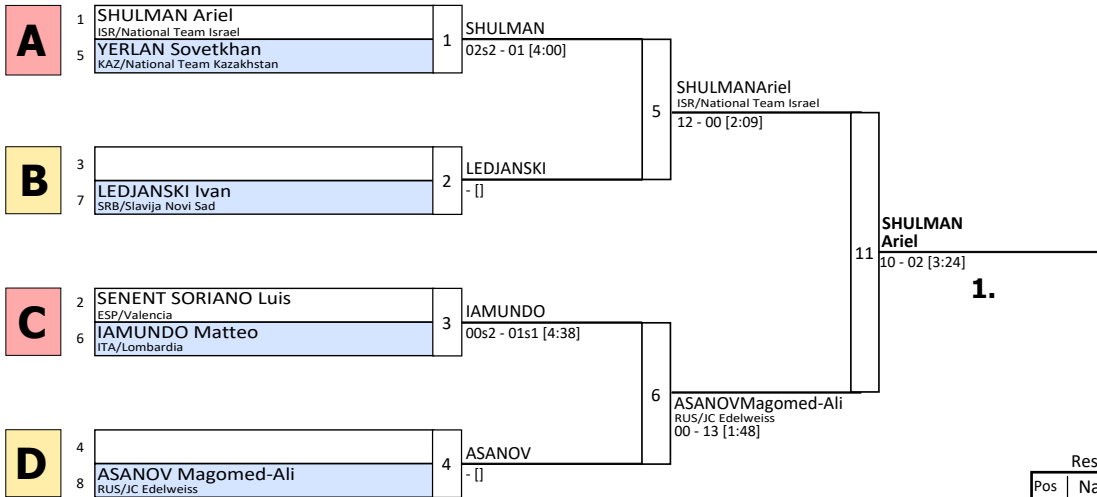 A
1 SHULMAN Ariel
ISR/National Team Israel
5 YERLAN Sovetkhan
KAZ/National Team Kazakhstan
1
SHULMAN
02s2 - 01 [4:00]
B
3
7 LEDJANSKI Ivan
SRB/Slavija Novi Sad
2
LEDJANSKI
- []
5
SHULMANAriel
ISR/National Team Israel
12 - 00 [2:09]
C
2 SENENT SORIANO Luis
ESP/Valencia
6 IAMUNDO Matteo
ITA/Lombardia
3
IAMUNDO
00s2 - 01s1 [4:38]
D
4
8 ASANOV Magomed-Ali
RUS/JC Edelweiss
4
ASANOV
- []
6
ASANOVMagomed-Ali
RUS/JC Edelweiss
00 - 13 [1:48]
11
SHULMAN
Ariel
10 - 02 [3:24]
1.
Res
Pos Na